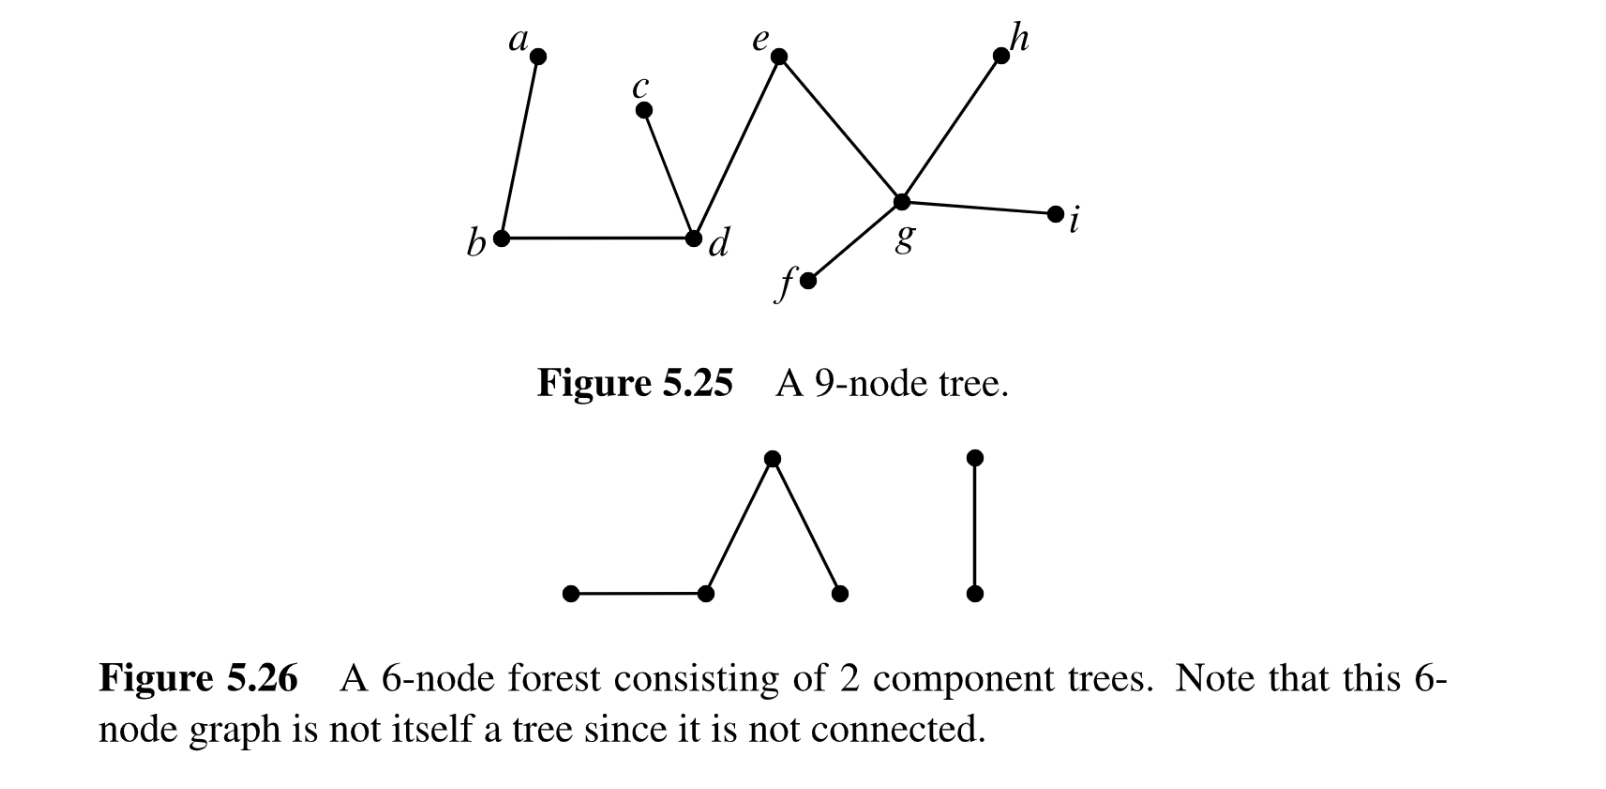 a
e
h
c
b
d
g
i
f
Figure 5.25 A 9-node tree.
Figure 5.26 A 6-node forest consisting of 2 component trees. Note that this 6-
node graph is not itself a tree since it is not connected.